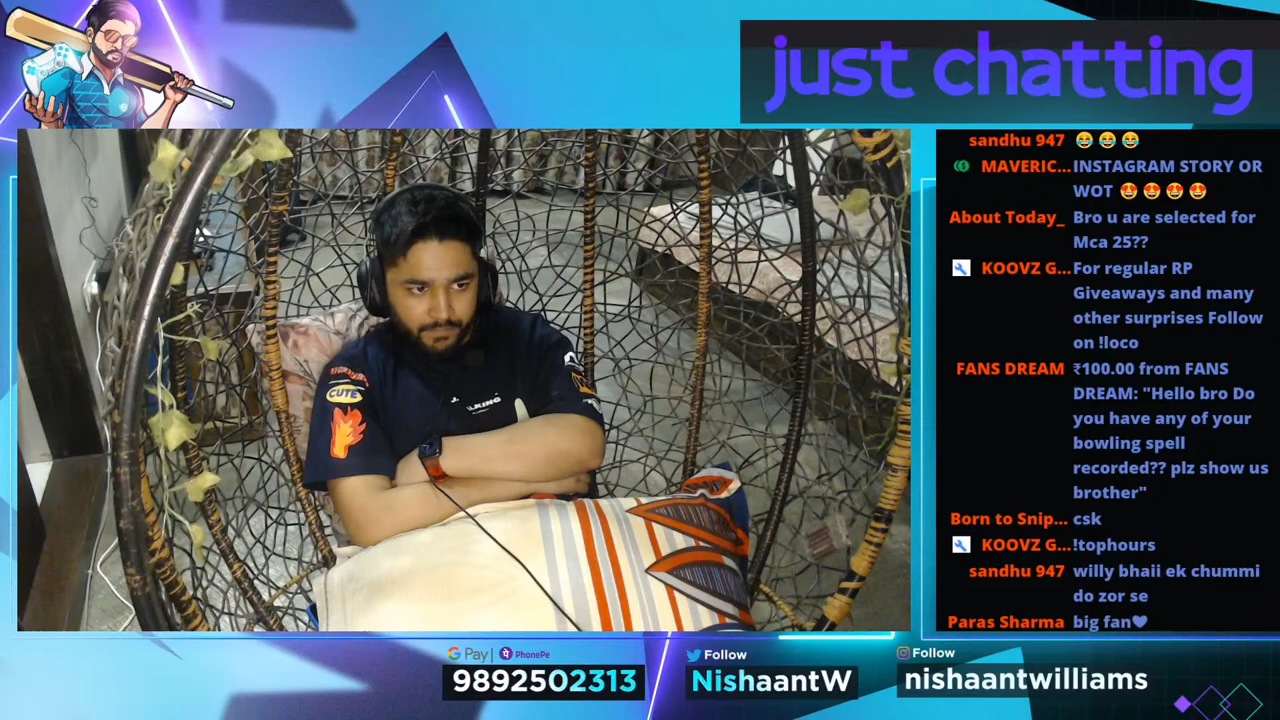 just chatting
sandhu 947 😂 😂 😂
MAVERIC... INSTAGRAM STORY OR
WOT 😍 😍 😍 😍
About Today_ Bro u are selected for
Mca 25??
KOOVZ G... For regular RP
Giveaways and many
other surprises Follow
on !loco
FANS DREAM ₹100.00 from FANS
DREAM: "Hello bro Do
you have any of your
bowling spell
recorded?? plz show us
brother"
Born to Snip... csk
KOOVZ G... !tophours
sandhu 947 willy bhaii ek chummi
do zor se
Paras Sharma big fan💜
CUTE
G Pay | PhonePe
9892502313
Follow
NishaantW
Follow
nishaantwilliams